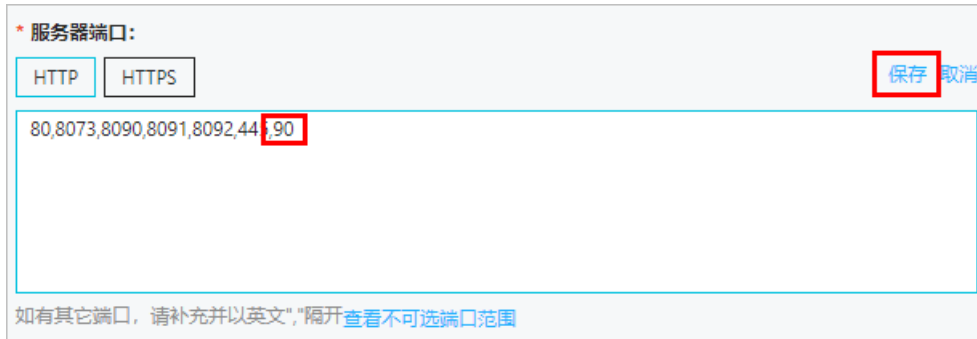 * 服务器端口：
HTTP HTTPS 保存 取消
80,8073,8090,8091,8092,445,90
如有其它端口，请补充并以英文","隔开查看不可选端口范围